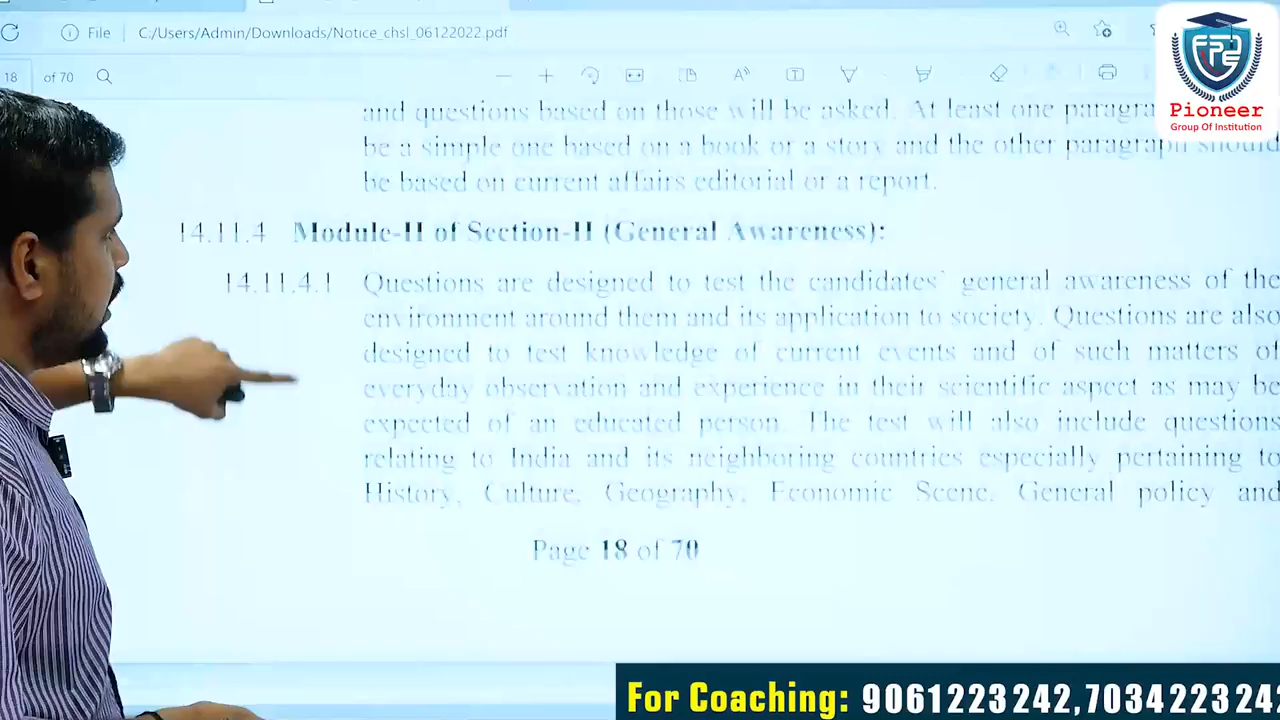 File
C:/Users/Admin/Downloads/Notice_chsl_06122022.pdf
18 of 70
Pioneer
Group Of Institution
and questions based on those will be asked. At least one
be a simple one based on a book or a story and the other paragraph should
be based on current affairs editorial or a report.
14.11.4 Module-II of Section-II (General Awareness):
14.11.4.1 Questions are designed to test the candidates' general awareness of the
environment around them and its application to society. Questions are also
designed to test knowledge of current events and of such matters of
everyday observation and experience in their scientific aspect as may be
expected of an educated person. The test will also include questions
relating to India and its neighboring countries especially pertaining to
History, Culture, Geography, Economic Scene, General policy and
Page 18 of 70
For Coaching: 9061223242,703422324